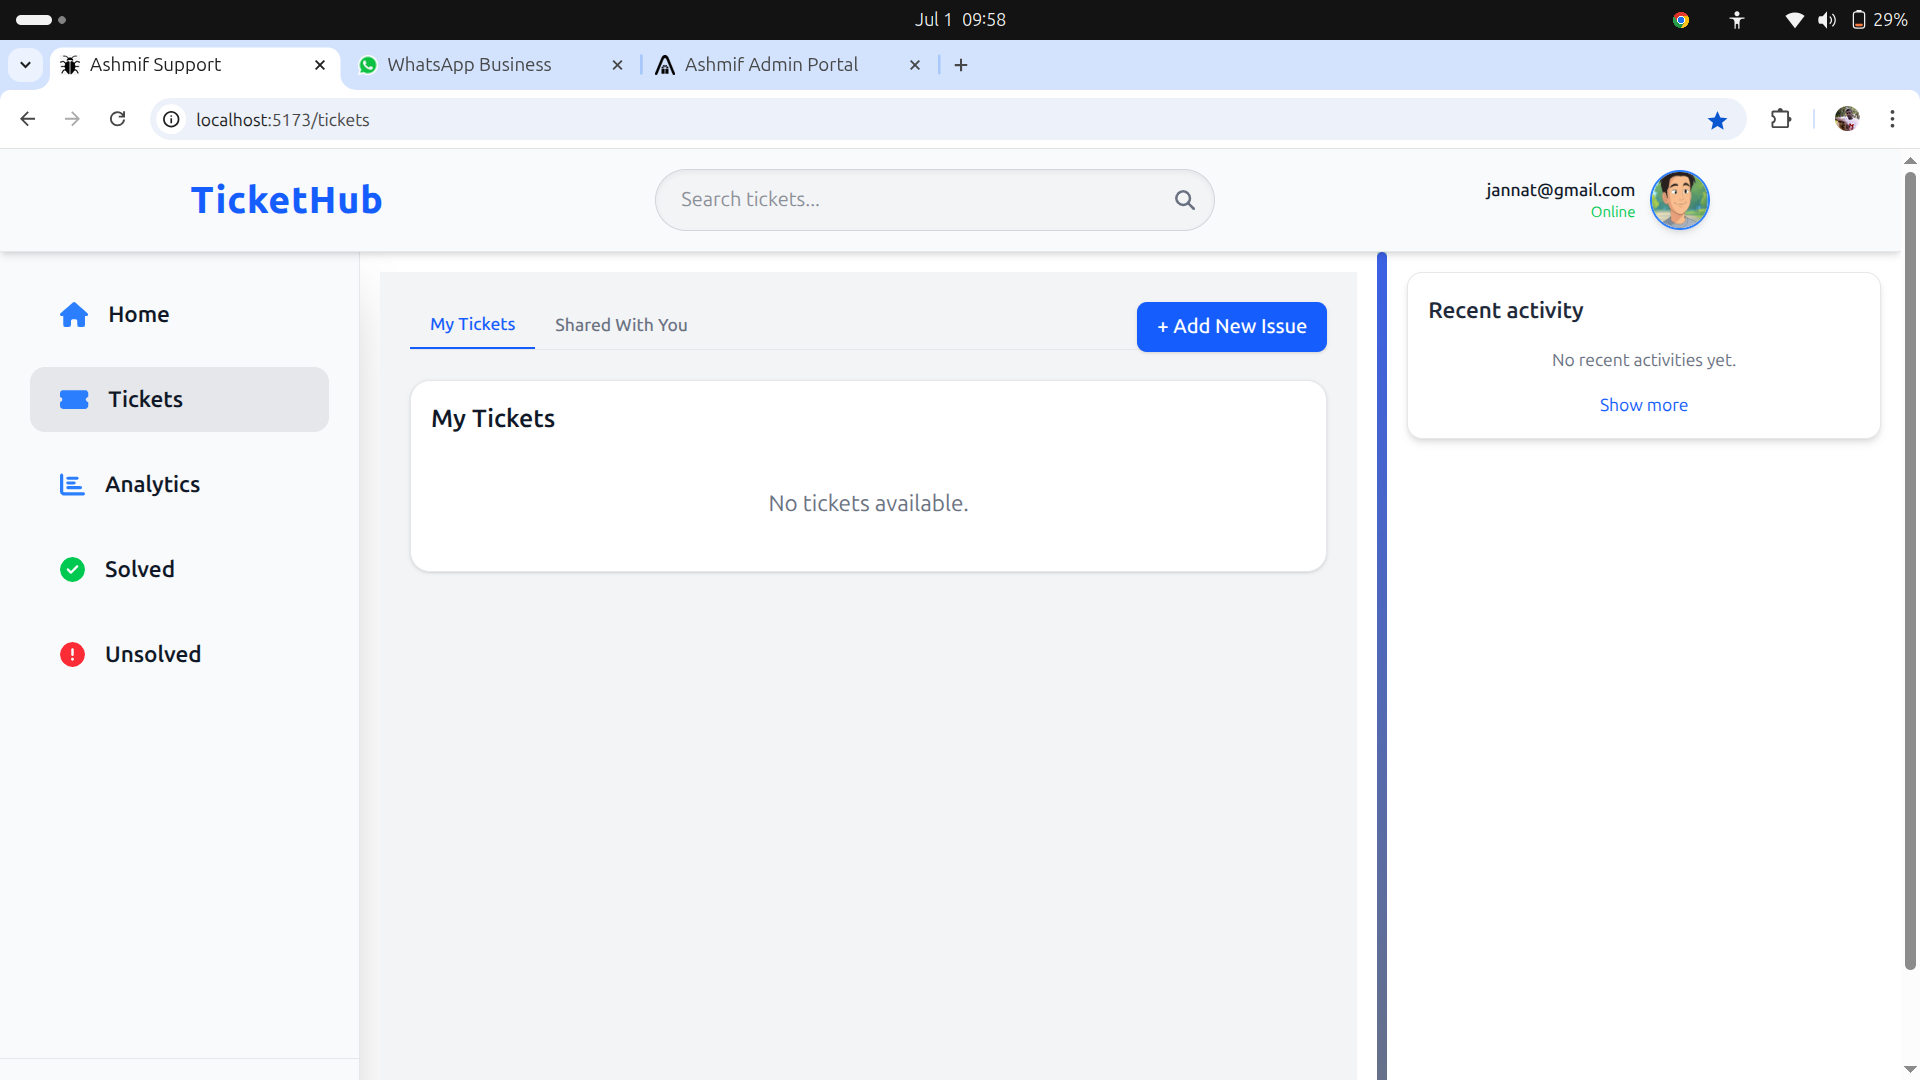 Jul 1 09:58
29%
Ashmif Support
WhatsApp Business
Ashmif Admin Portal
localhost:5173/tickets
TicketHub
Search tickets...
jannat@gmail.com
Online
Home
Tickets
Analytics
Solved
Unsolved
My Tickets
Shared With You
+ Add New Issue
My Tickets
No tickets available.
Recent activity
No recent activities yet.
Show more